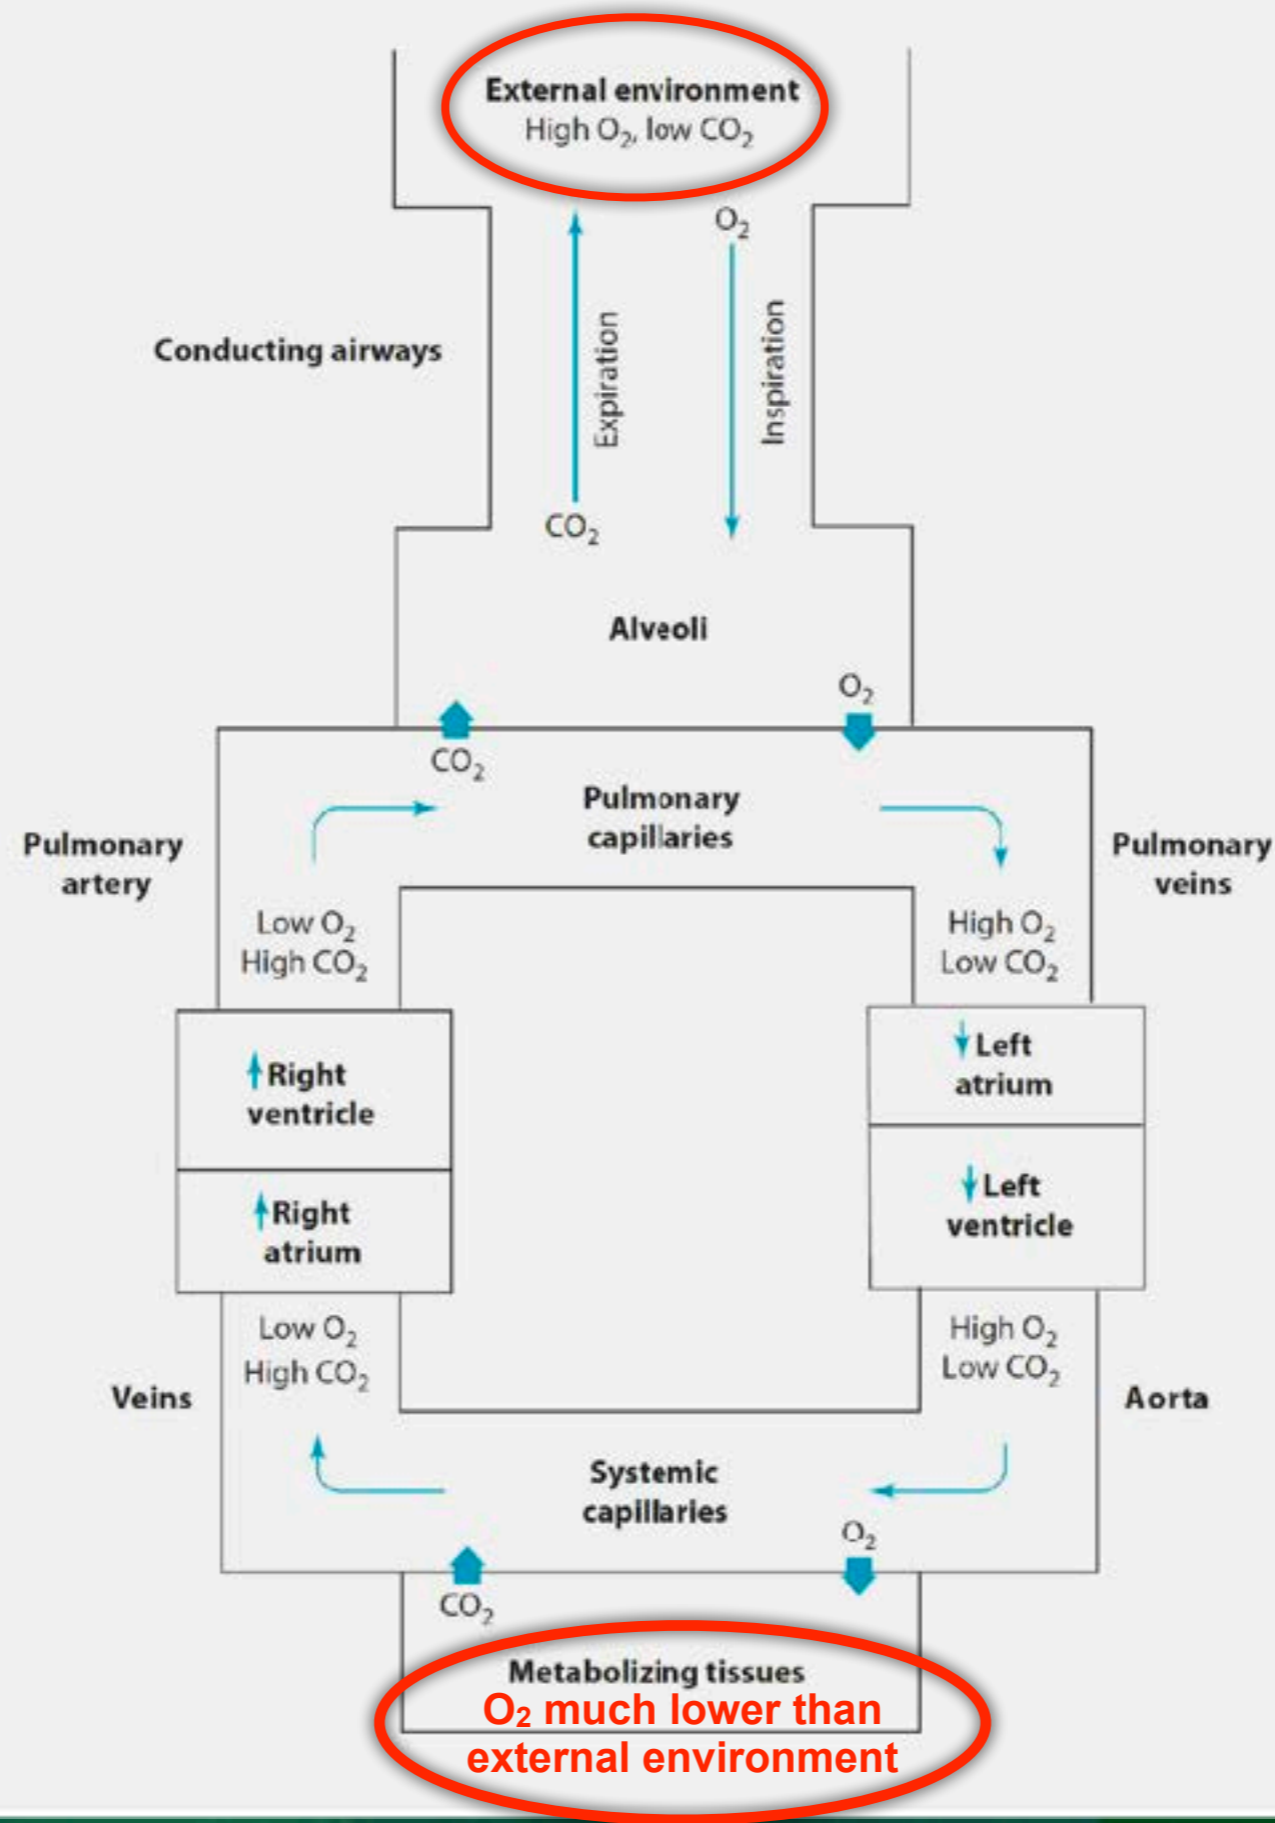 External environment
High O₂, low CO₂
O₂
Conducting airways
Expiration
Inspiration
CO₂
Alveoli
O₂
CO₂
Pulmonary
capillaries
Pulmonary
artery
Pulmonary
veins
Low O₂
High CO₂
High O₂
Low CO₂
Right
ventricle
Left
atrium
Right
atrium
Left
ventricle
Low O₂
High CO₂
High O₂
Low CO₂
Veins
Aorta
Systemic
capillaries
O₂
CO₂
Metabolizing tissues
O₂ much lower than
external environment